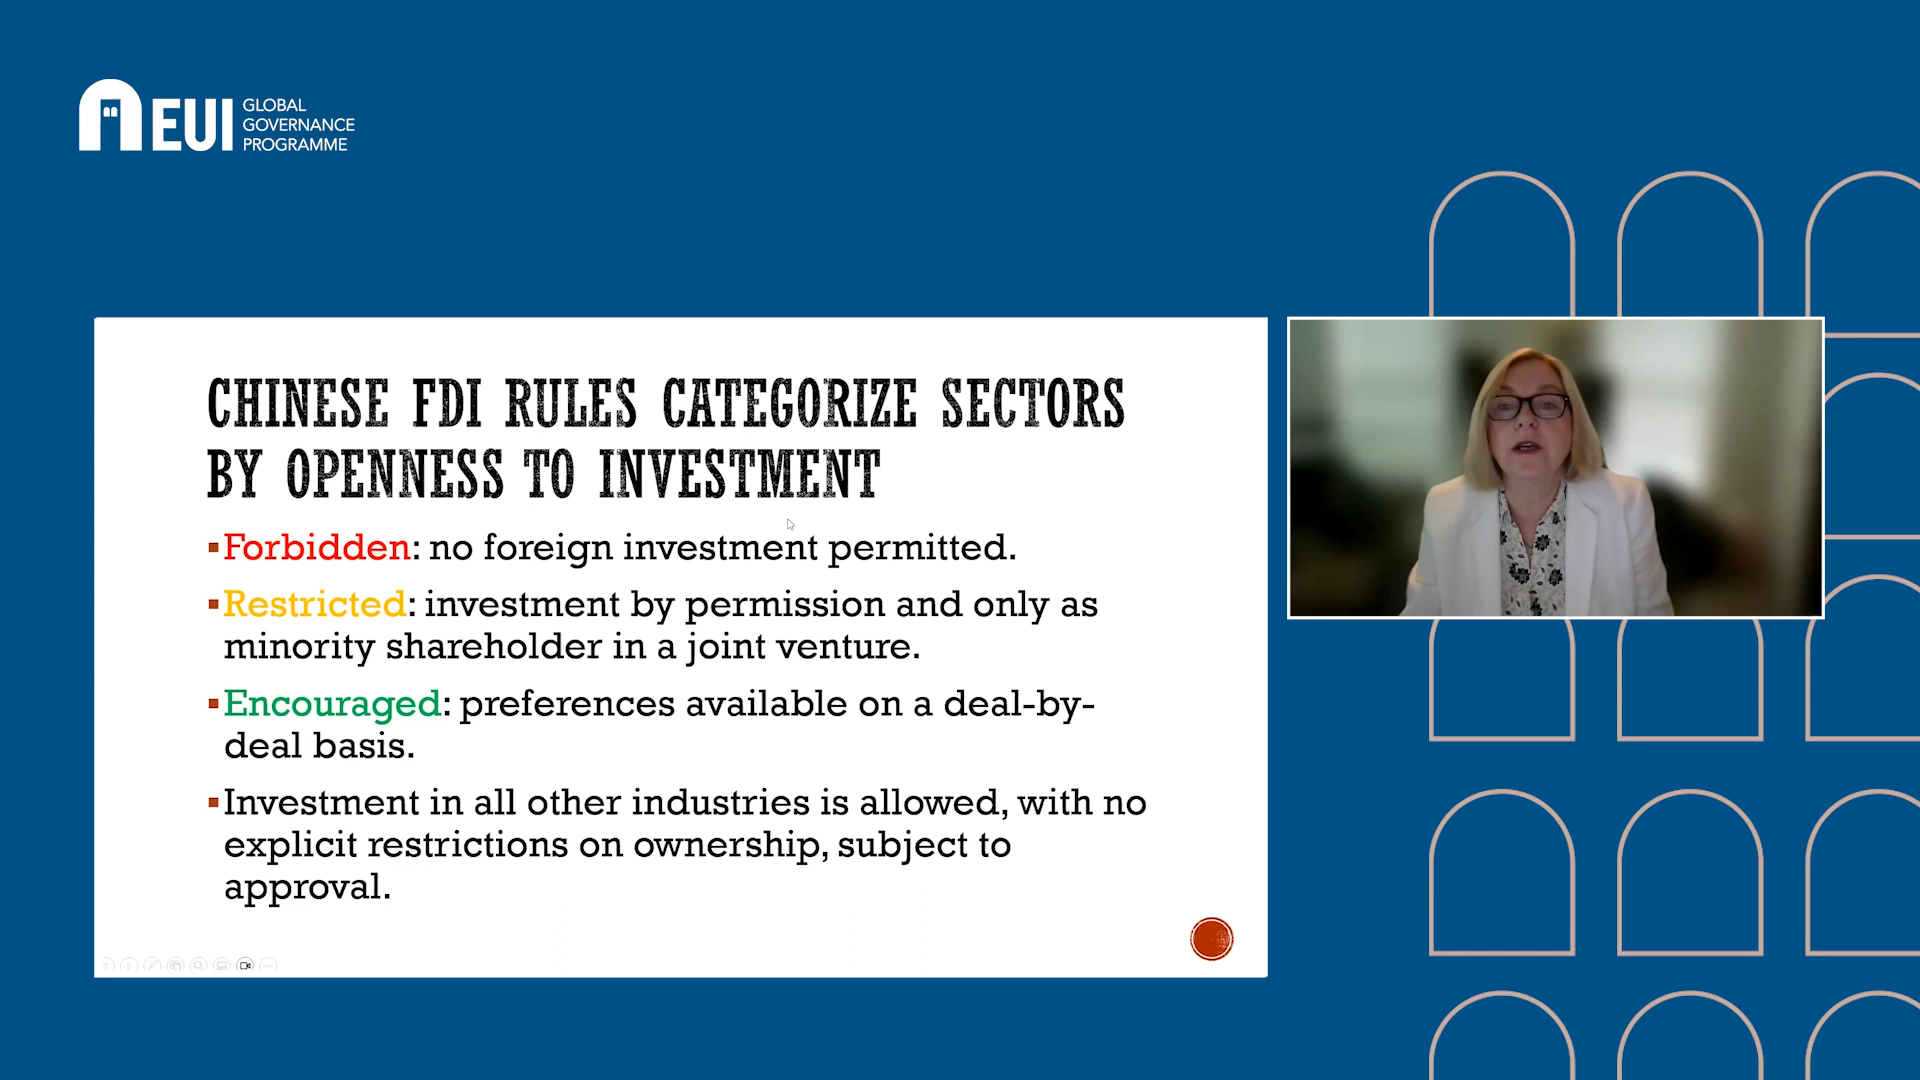 EUI
GLOBAL
GOVERNANCE
PROGRAMME
CHINESE FDI RULES CATEGORIZE SECTORS
BY OPENNESS TO INVESTMENT
▪Forbidden: no foreign investment permitted.
▪Restricted: investment by permission and only as
minority shareholder in a joint venture.
▪Encouraged: preferences available on a deal-by-
deal basis.
▪Investment in all other industries is allowed, with no
explicit restrictions on ownership, subject to
approval.